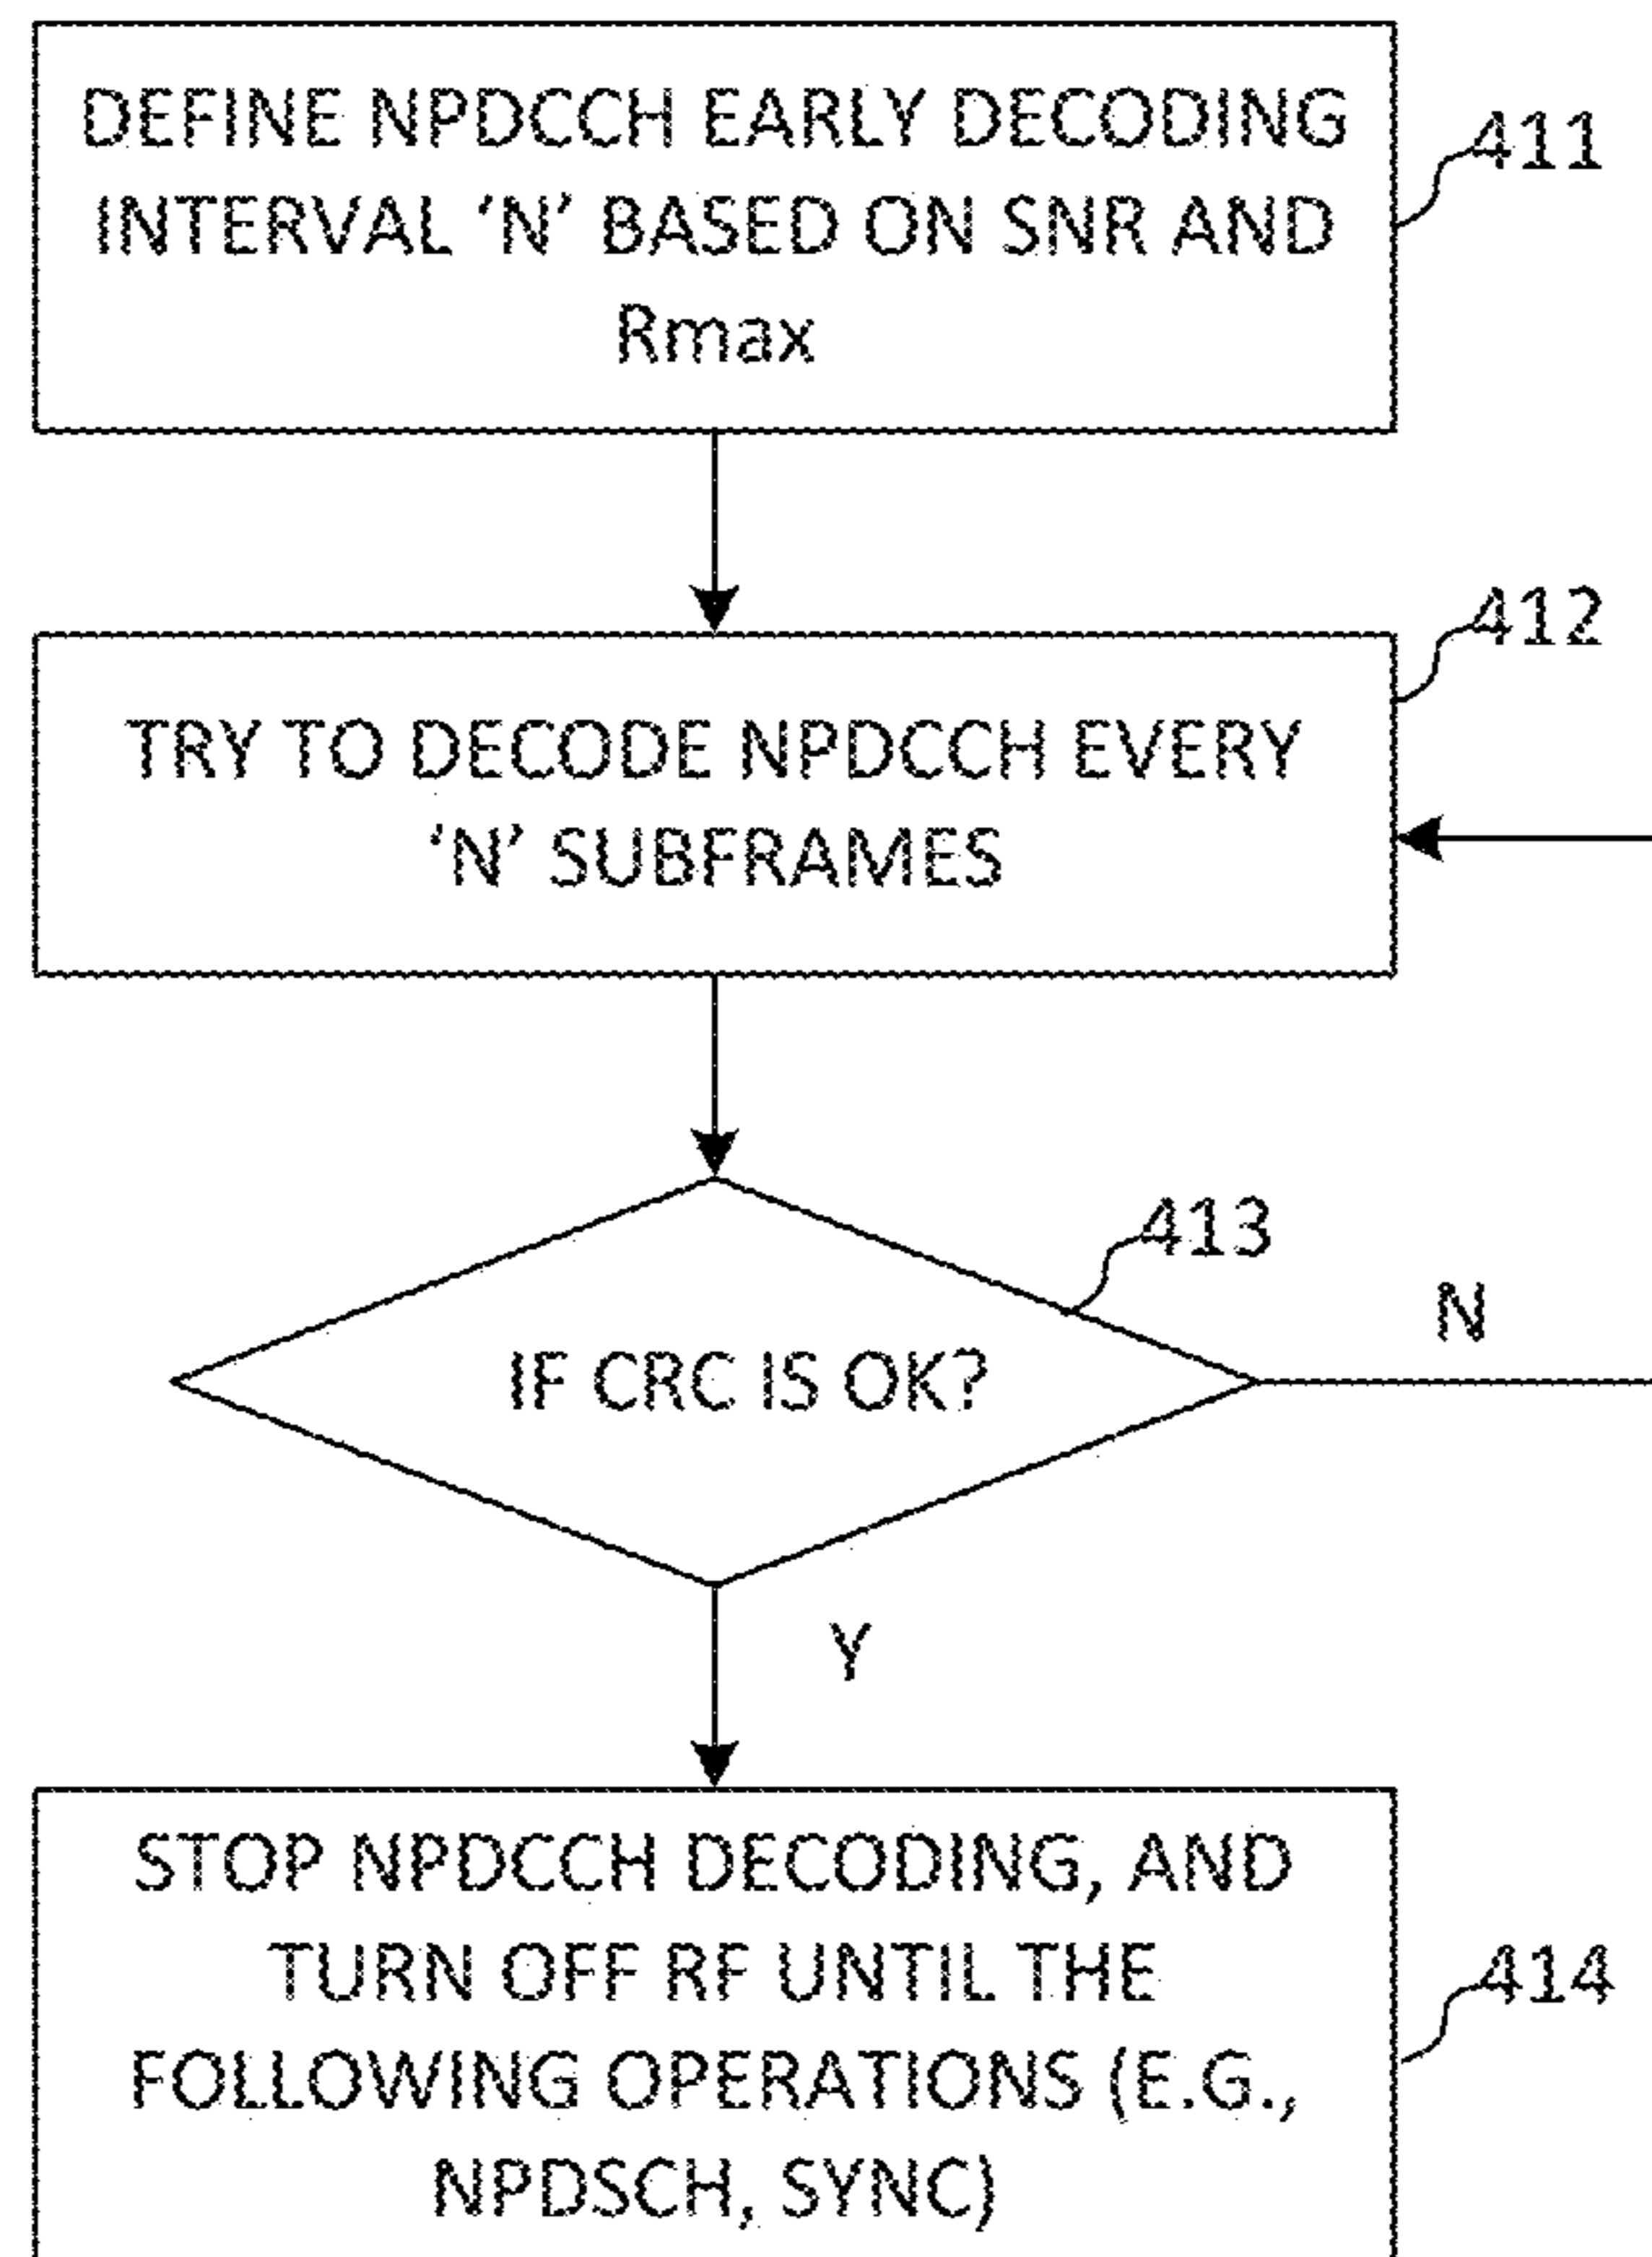 DEFINE NPDCCH EARLY DECODING
INTERVAL ‘N’ BASED ON SNR AND
Rmax
411
412
TRY TO DECODE NPDCCH EVERY
‘N’ SUBFRAMES
413
N
IF CRC IS OK?
Y
STOP NPDCCH DECODING, AND
TURN OFF RF UNTIL THE
FOLLOWING OPERATIONS (E.G.,
NPDSCH, SYNC)
414